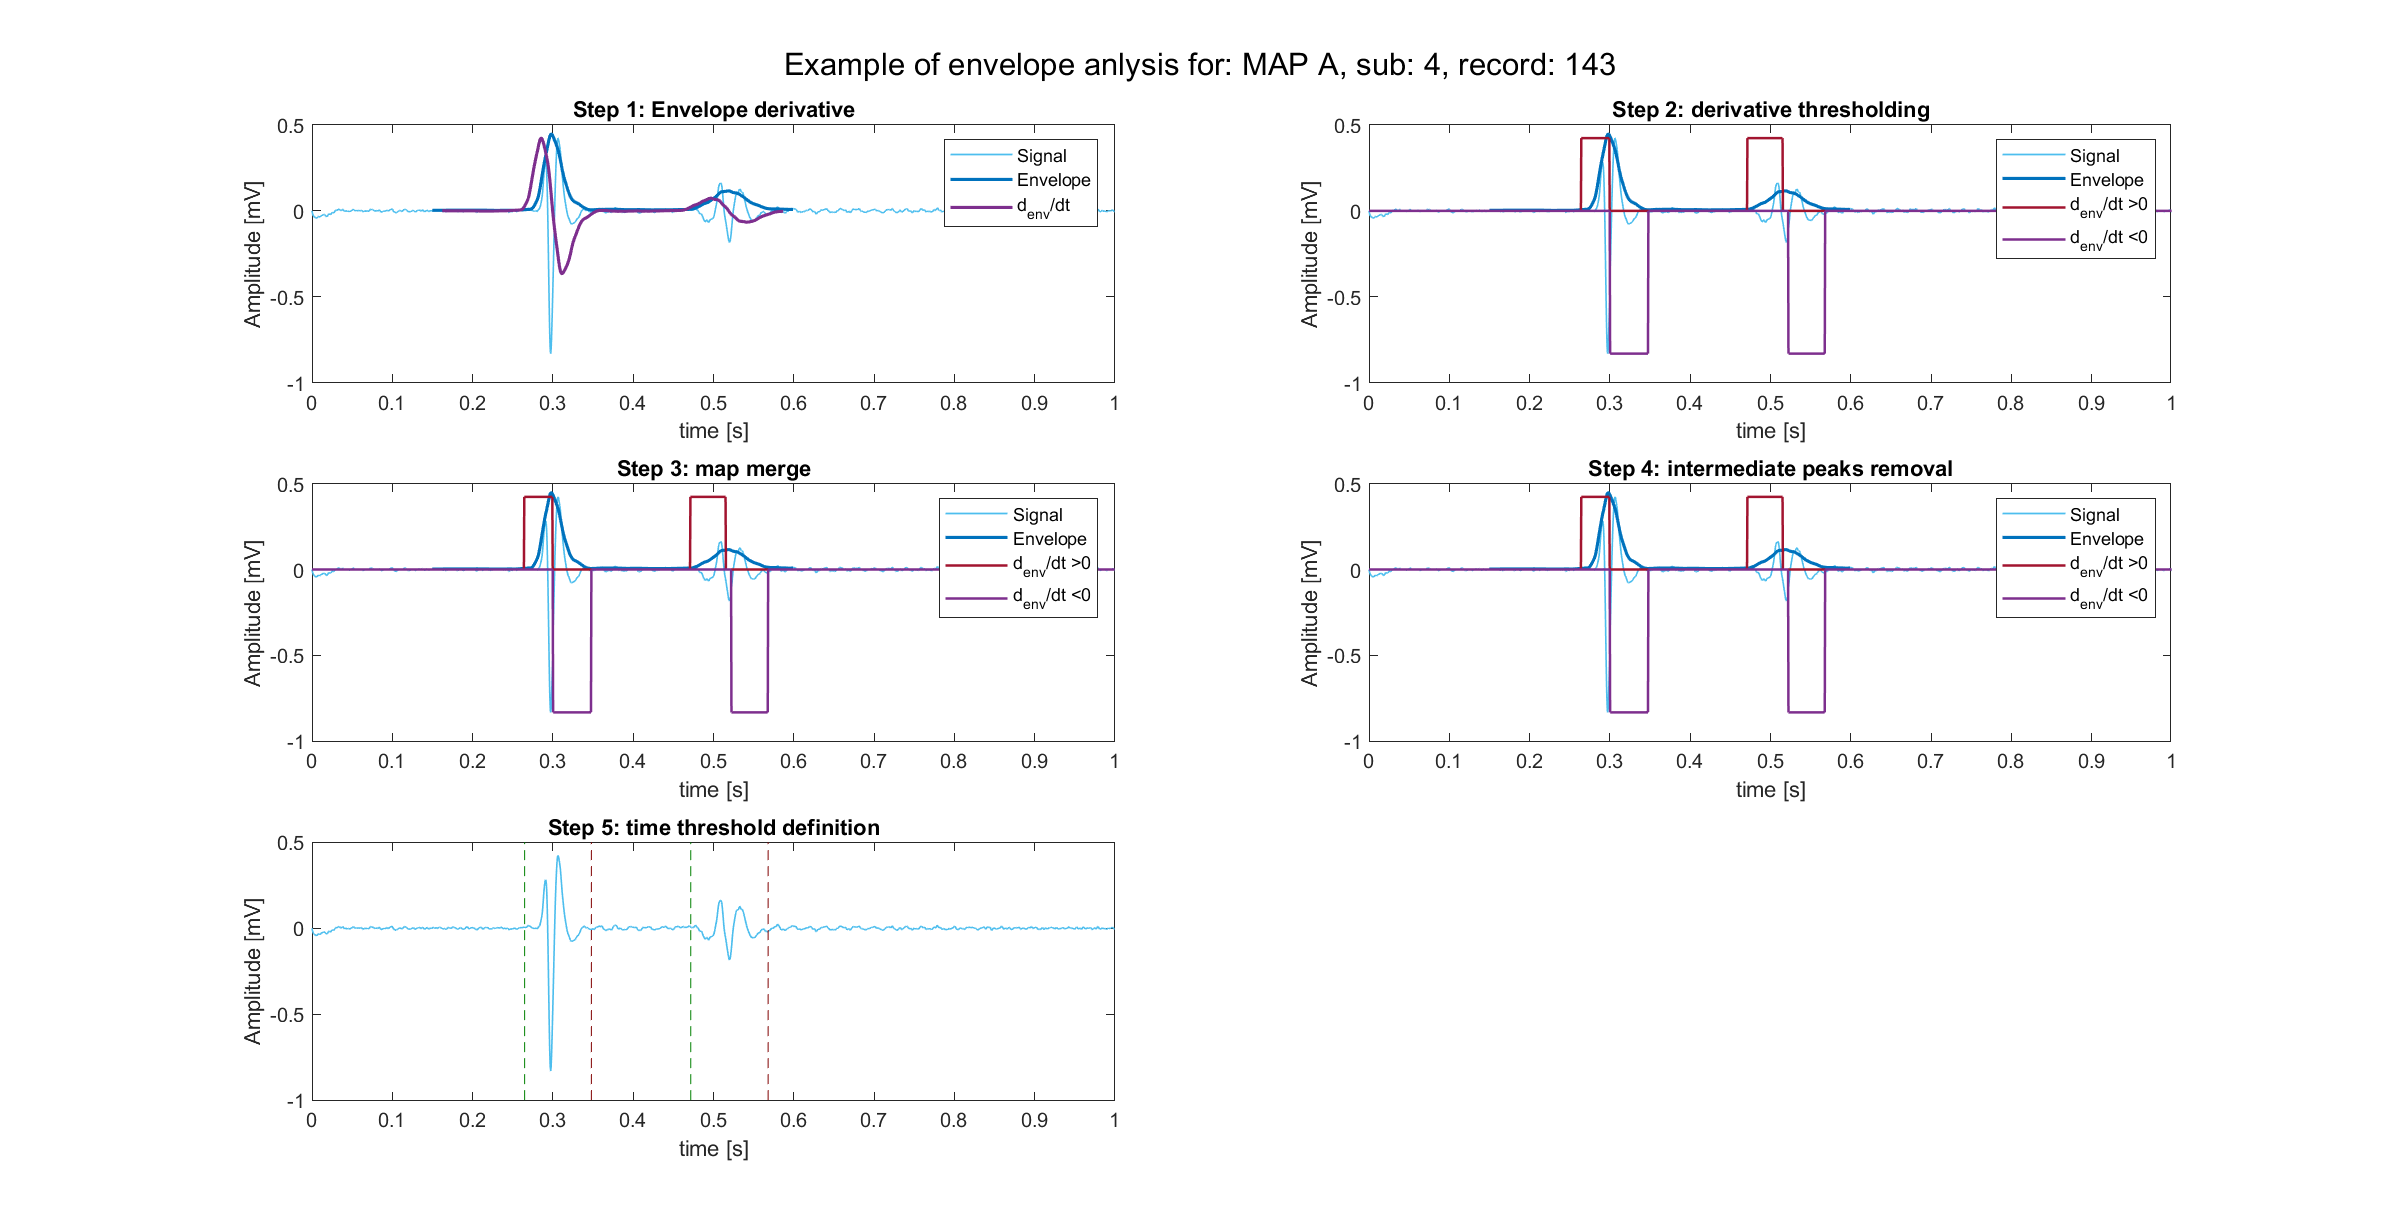 Example of envelope anlysis for: MAP A, sub: 4, record: 143
Step 1: Envelope derivative
0.5
0
-0.5
-1
Amplitude [mV]
Signal
Envelope
d_env/dt
0 0.1 0.2 0.3 0.4 0.5 0.6 0.7 0.8 0.9 1
time [s]
Step 2: derivative thresholding
0.5
0
-0.5
-1
Amplitude [mV]
Signal
Envelope
d_env/dt >0
d_env/dt <0
0 0.1 0.2 0.3 0.4 0.5 0.6 0.7 0.8 0.9 1
time [s]
Step 3: map merge
0.5
0
-0.5
-1
Amplitude [mV]
Signal
Envelope
d_env/dt >0
d_env/dt <0
0 0.1 0.2 0.3 0.4 0.5 0.6 0.7 0.8 0.9 1
time [s]
Step 4: intermediate peaks removal
0.5
0
-0.5
-1
Amplitude [mV]
Signal
Envelope
d_env/dt >0
d_env/dt <0
0 0.1 0.2 0.3 0.4 0.5 0.6 0.7 0.8 0.9 1
time [s]
Step 5: time threshold definition
0.5
0
-0.5
-1
Amplitude [mV]
0 0.1 0.2 0.3 0.4 0.5 0.6 0.7 0.8 0.9 1
time [s]